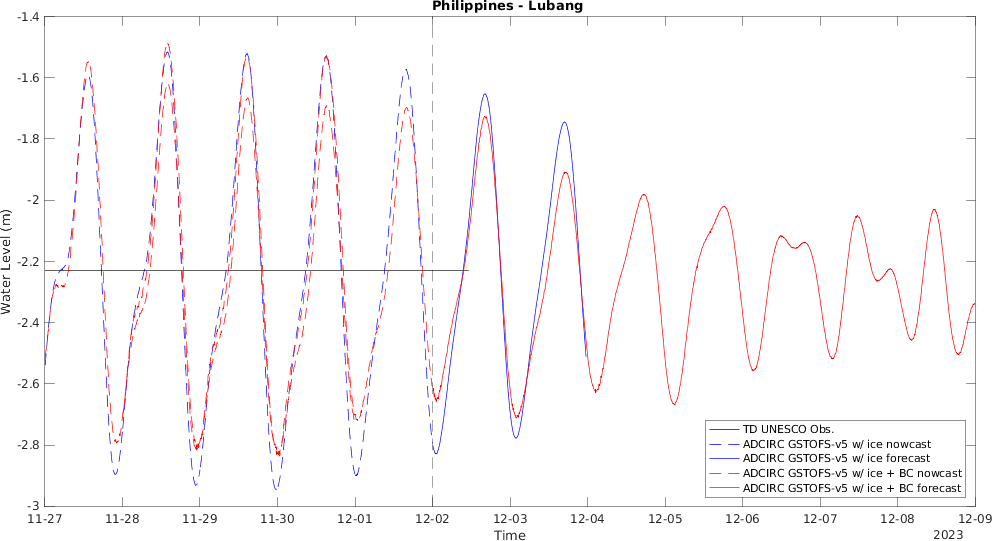 Philippines - Lubang
-1.4
-1.6
-1.8
-2
-2.2
-2.4
-2.6
-2.8
-3
Water Level (m)
TD UNESCO Obs.
ADCIRC GSTOFS-v5 w/ ice nowcast
ADCIRC GSTOFS-v5 w/ ice forecast
ADCIRC GSTOFS-v5 w/ ice + BC nowcast
ADCIRC GSTOFS-v5 w/ ice + BC forecast
11-27 11-28 11-29 11-30 12-01 12-02 12-03 12-04 12-05 12-06 12-07 12-08 12-09
Time
2023